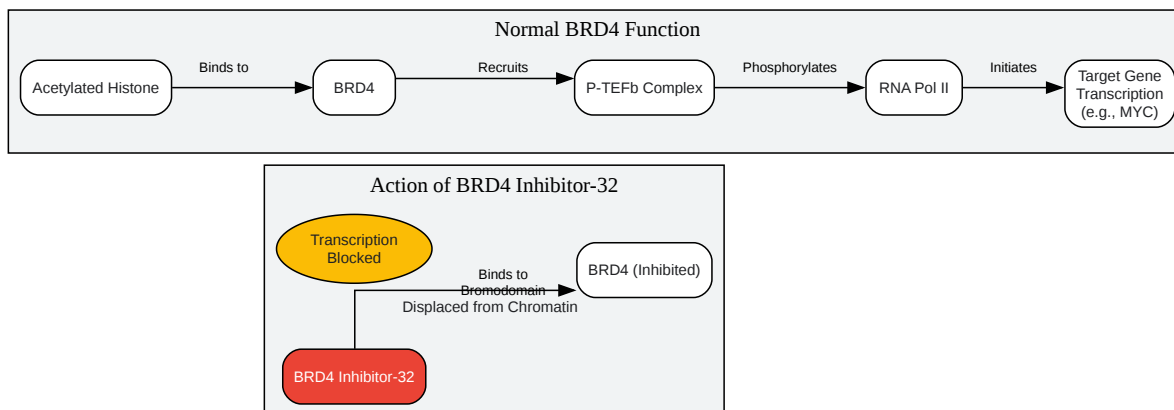 Normal BRD4 Function
Acetylated Histone
Binds to
BRD4
Recruits
P-TEFb Complex
Phosphorylates
RNA Pol II
Initiates
Target Gene
Transcription
(e.g., MYC)
Action of BRD4 Inhibitor-32
Transcription
Blocked
Binds to
Bromodomain
Displaced from Chromatin
BRD4 (Inhibited)
BRD4 Inhibitor-32